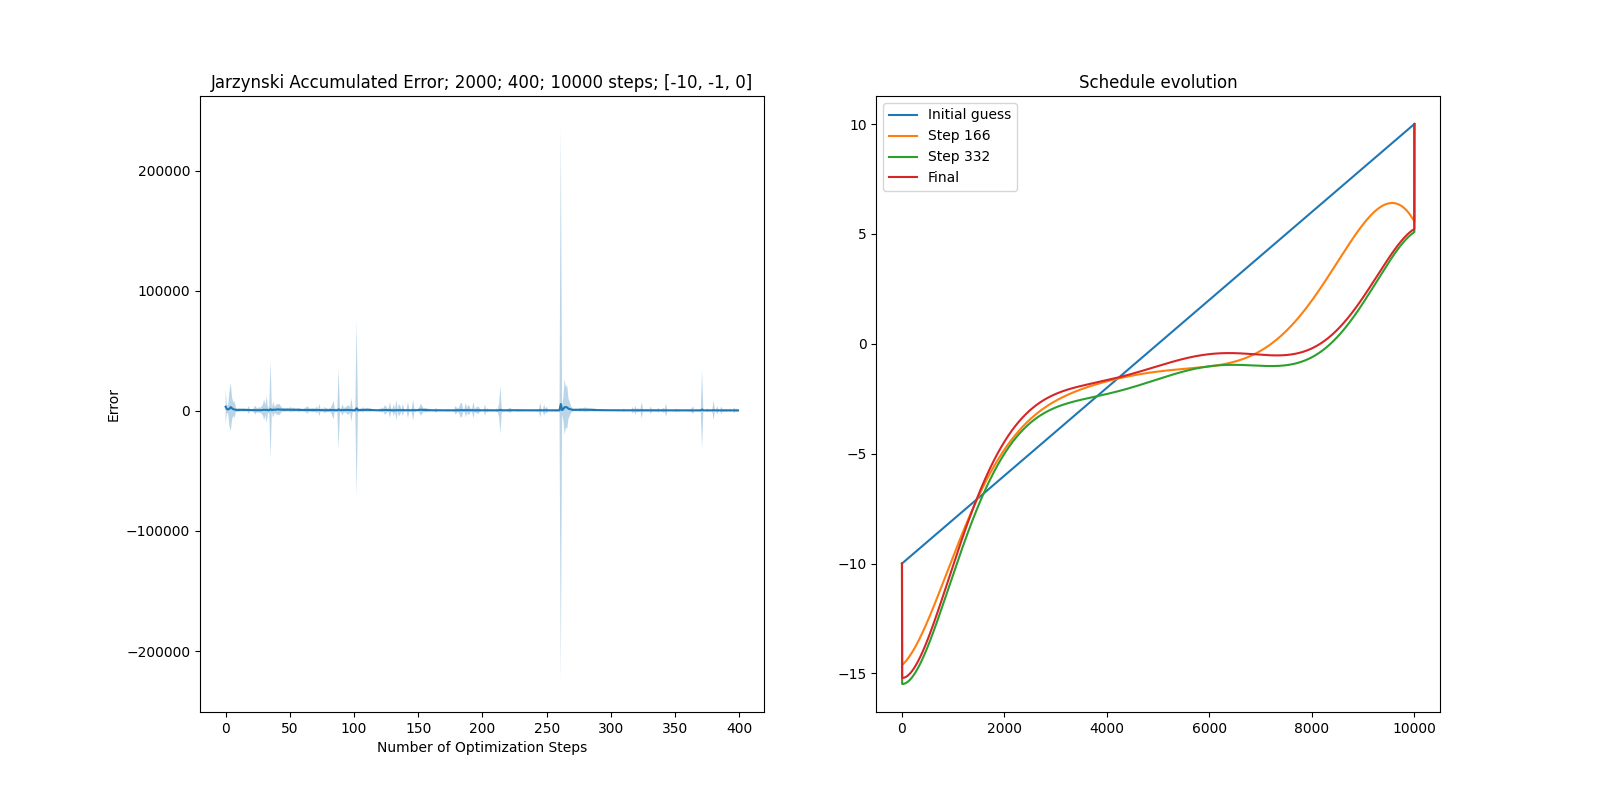 Jarzynski Accumulated Error; 2000; 400; 10000 steps; [-10, -1, 0]
200000
100000
0
−100000
−200000
Error
0 50 100 150 200 250 300 350 400
Number of Optimization Steps
Schedule evolution
Initial guess
Step 166
Step 332
Final
10
5
0
−5
−10
−15
0 2000 4000 6000 8000 10000